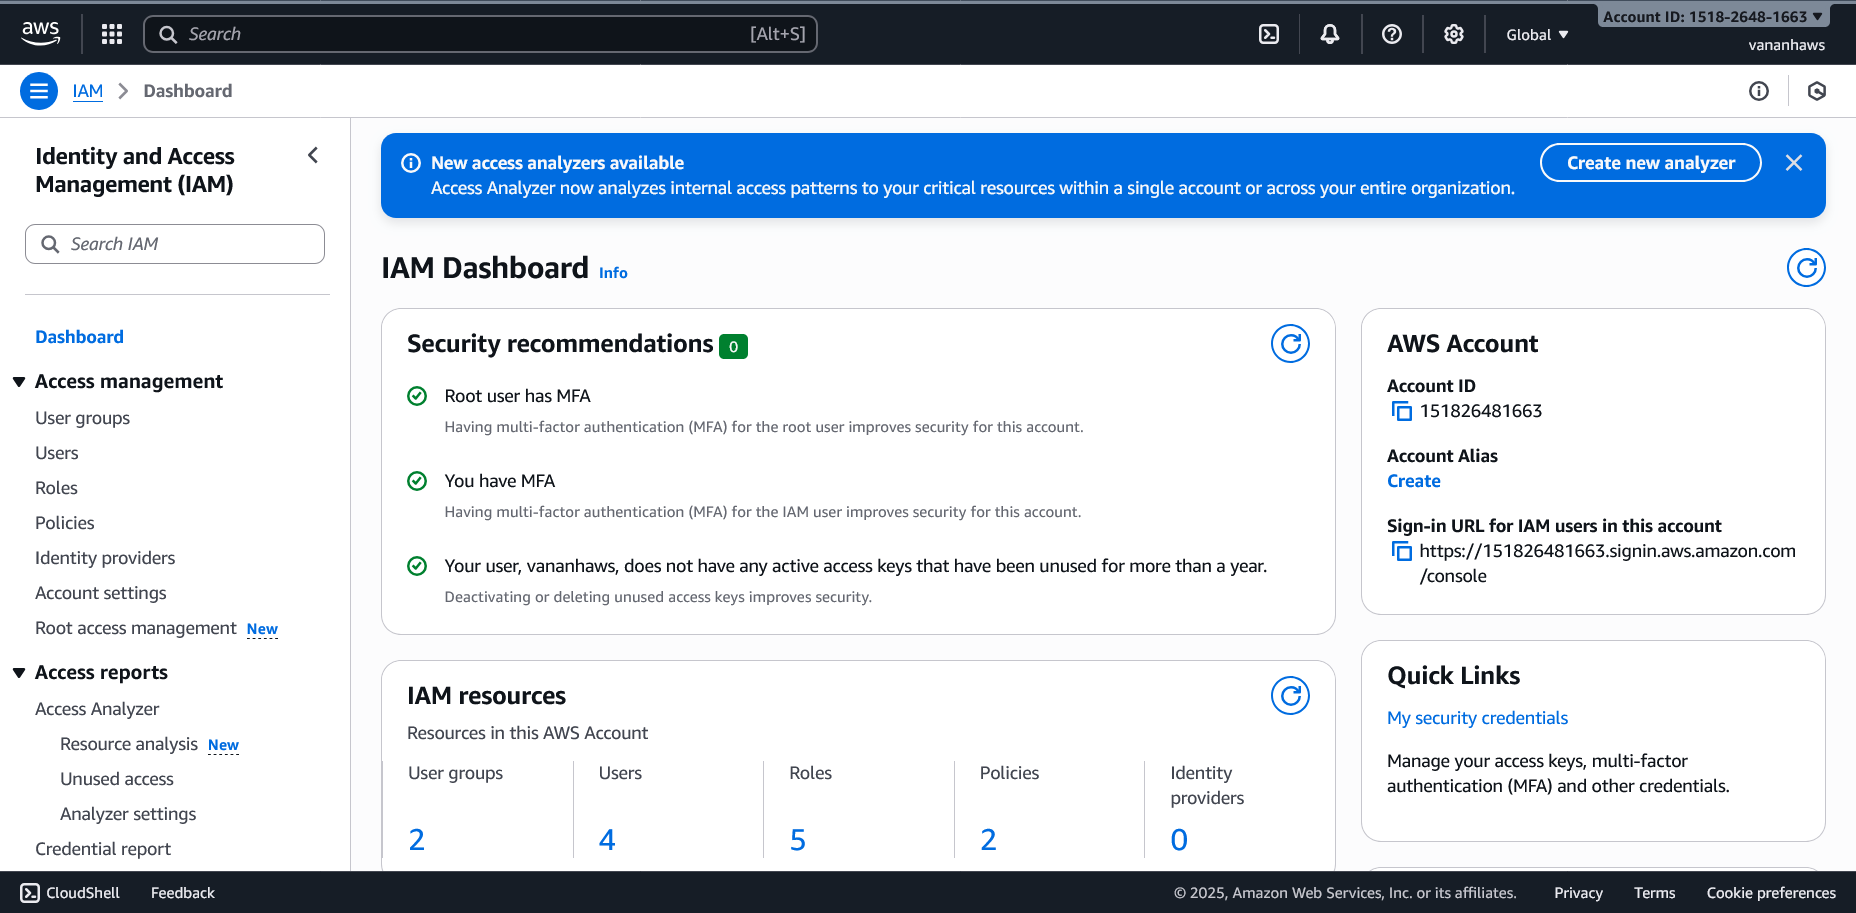 aws
Search
[Alt+S]
Global
Account ID: 1518-2648-1663
vananhaws
IAM
Dashboard
Identity and Access
Management (IAM)
Search IAM
Dashboard
Access management
User groups
Users
Roles
Policies
Identity providers
Account settings
Root access management New
Access reports
Access Analyzer
Resource analysis New
Unused access
Analyzer settings
Credential report
New access analyzers available
Access Analyzer now analyzes internal access patterns to your critical resources within a single account or across your entire organization.
Create new analyzer
IAM Dashboard Info
Security recommendations 0
Root user has MFA
Having multi-factor authentication (MFA) for the root user improves security for this account.
You have MFA
Having multi-factor authentication (MFA) for the IAM user improves security for this account.
Your user, vananhaws, does not have any active access keys that have been unused for more than a year.
Deactivating or deleting unused access keys improves security.
IAM resources
Resources in this AWS Account
User groups
2
Users
4
Roles
5
Policies
2
Identity
providers
0
AWS Account
Account ID
151826481663
Account Alias
Create
Sign-in URL for IAM users in this account
https://151826481663.signin.aws.amazon.com
/console
Quick Links
My security credentials
Manage your access keys, multi-factor
authentication (MFA) and other credentials.
CloudShell
Feedback
© 2025, Amazon Web Services, Inc. or its affiliates.
Privacy
Terms
Cookie preferences